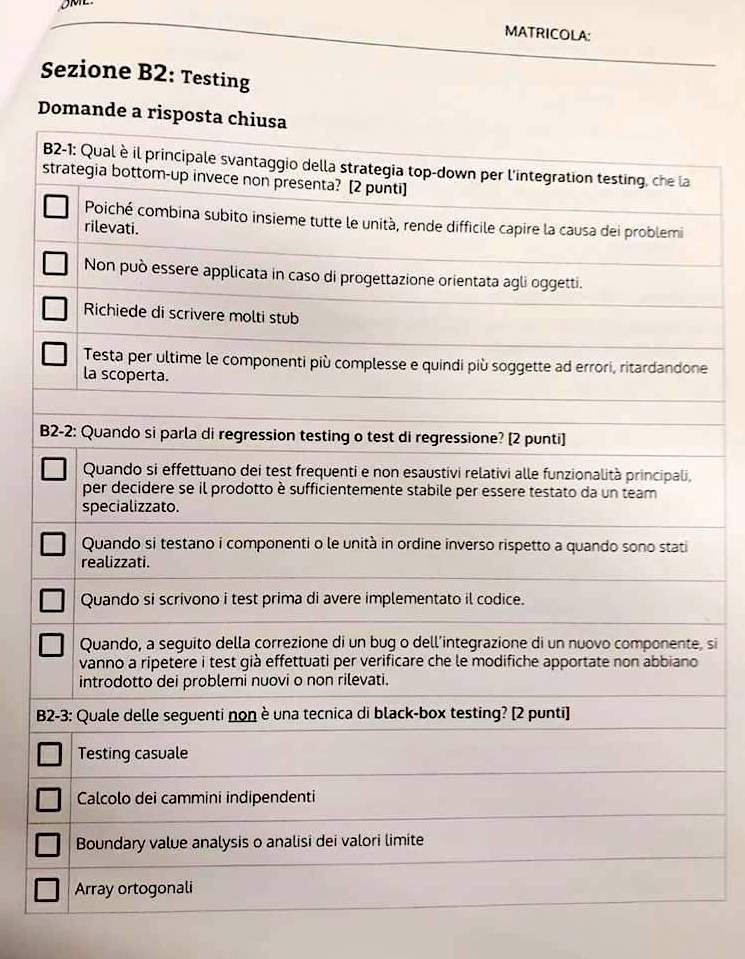 MATRICOLA:
Sezione B2: Testing
Domande a risposta chiusa
B2-1: Qual è il principale svantaggio della strategia top-down per l'integration testing, che la
strategia bottom-up invece non presenta? [2 punti]
Poiché combina subito insieme tutte le unità, rende difficile capire la causa dei problemi
rilevati.
Non può essere applicata in caso di progettazione orientata agli oggetti.
Richiede di scrivere molti stub
Testa per ultime le componenti più complesse e quindi più soggette ad errori, ritardandone
la scoperta.
B2-2: Quando si parla di regression testing o test di regressione? [2 punti]
Quando si effettuano dei test frequenti e non esaustivi relativi alle funzionalità principali,
per decidere se il prodotto è sufficientemente stabile per essere testato da un team
specializzato.
Quando si testano i componenti o le unità in ordine inverso rispetto a quando sono stati
realizzati.
Quando si scrivono i test prima di avere implementato il codice.
Quando, a seguito della correzione di un bug o dell'integrazione di un nuovo componente, si
vanno a ripetere i test già effettuati per verificare che le modifiche apportate non abbiano
introdotto dei problemi nuovi o non rilevati.
B2-3: Quale delle seguenti non è una tecnica di black-box testing? [2 punti]
Testing casuale
Calcolo dei cammini indipendenti
Boundary value analysis o analisi dei valori limite
Array ortogonali